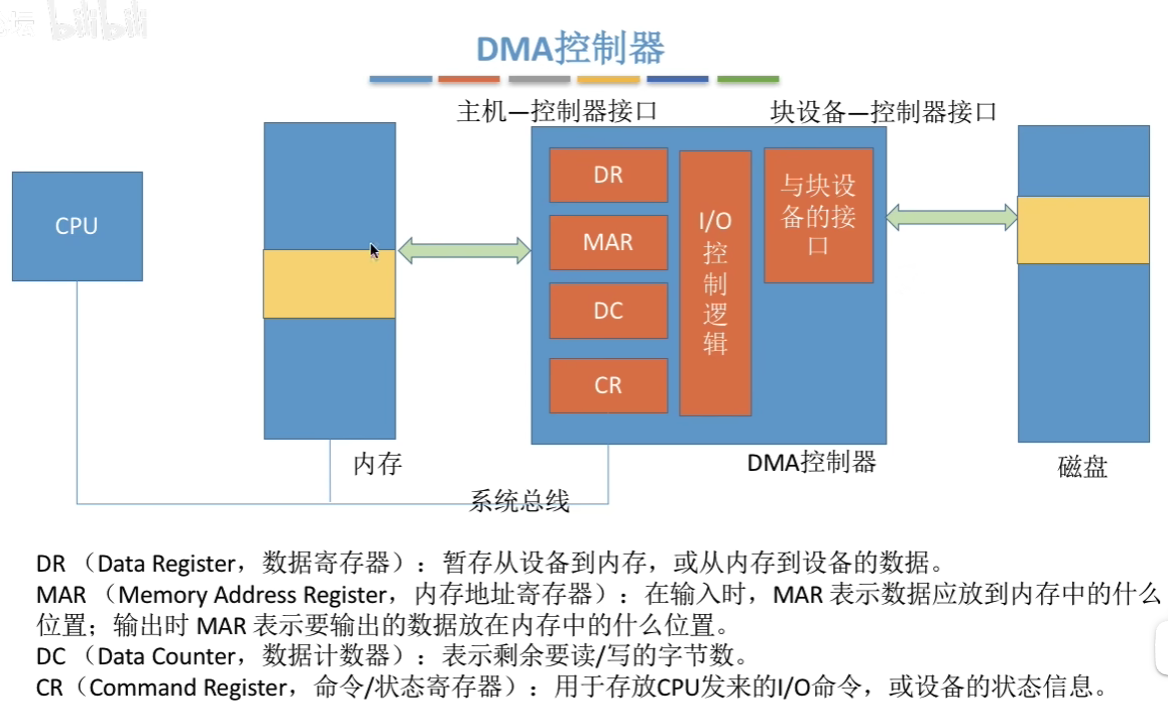 坛 bilibili
DMA控制器
主机—控制器接口
块设备—控制器接口
CPU
DR
MAR
DC
CR
I/O
控
制
逻
辑
与块设
备的接
口
内存
DMA控制器
磁盘
系统总线
DR （Data Register，数据寄存器）：暂存从设备到内存，或从内存到设备的数据。
MAR （Memory Address Register，内存地址寄存器）：在输入时，MAR 表示数据应放到内存中的什么
位置；输出时 MAR 表示要输出的数据放在内存中的什么位置。
DC （Data Counter，数据计数器）：表示剩余要读/写的字节数。
CR（Command Register，命令/状态寄存器）：用于存放CPU发来的I/O命令，或设备的状态信息。